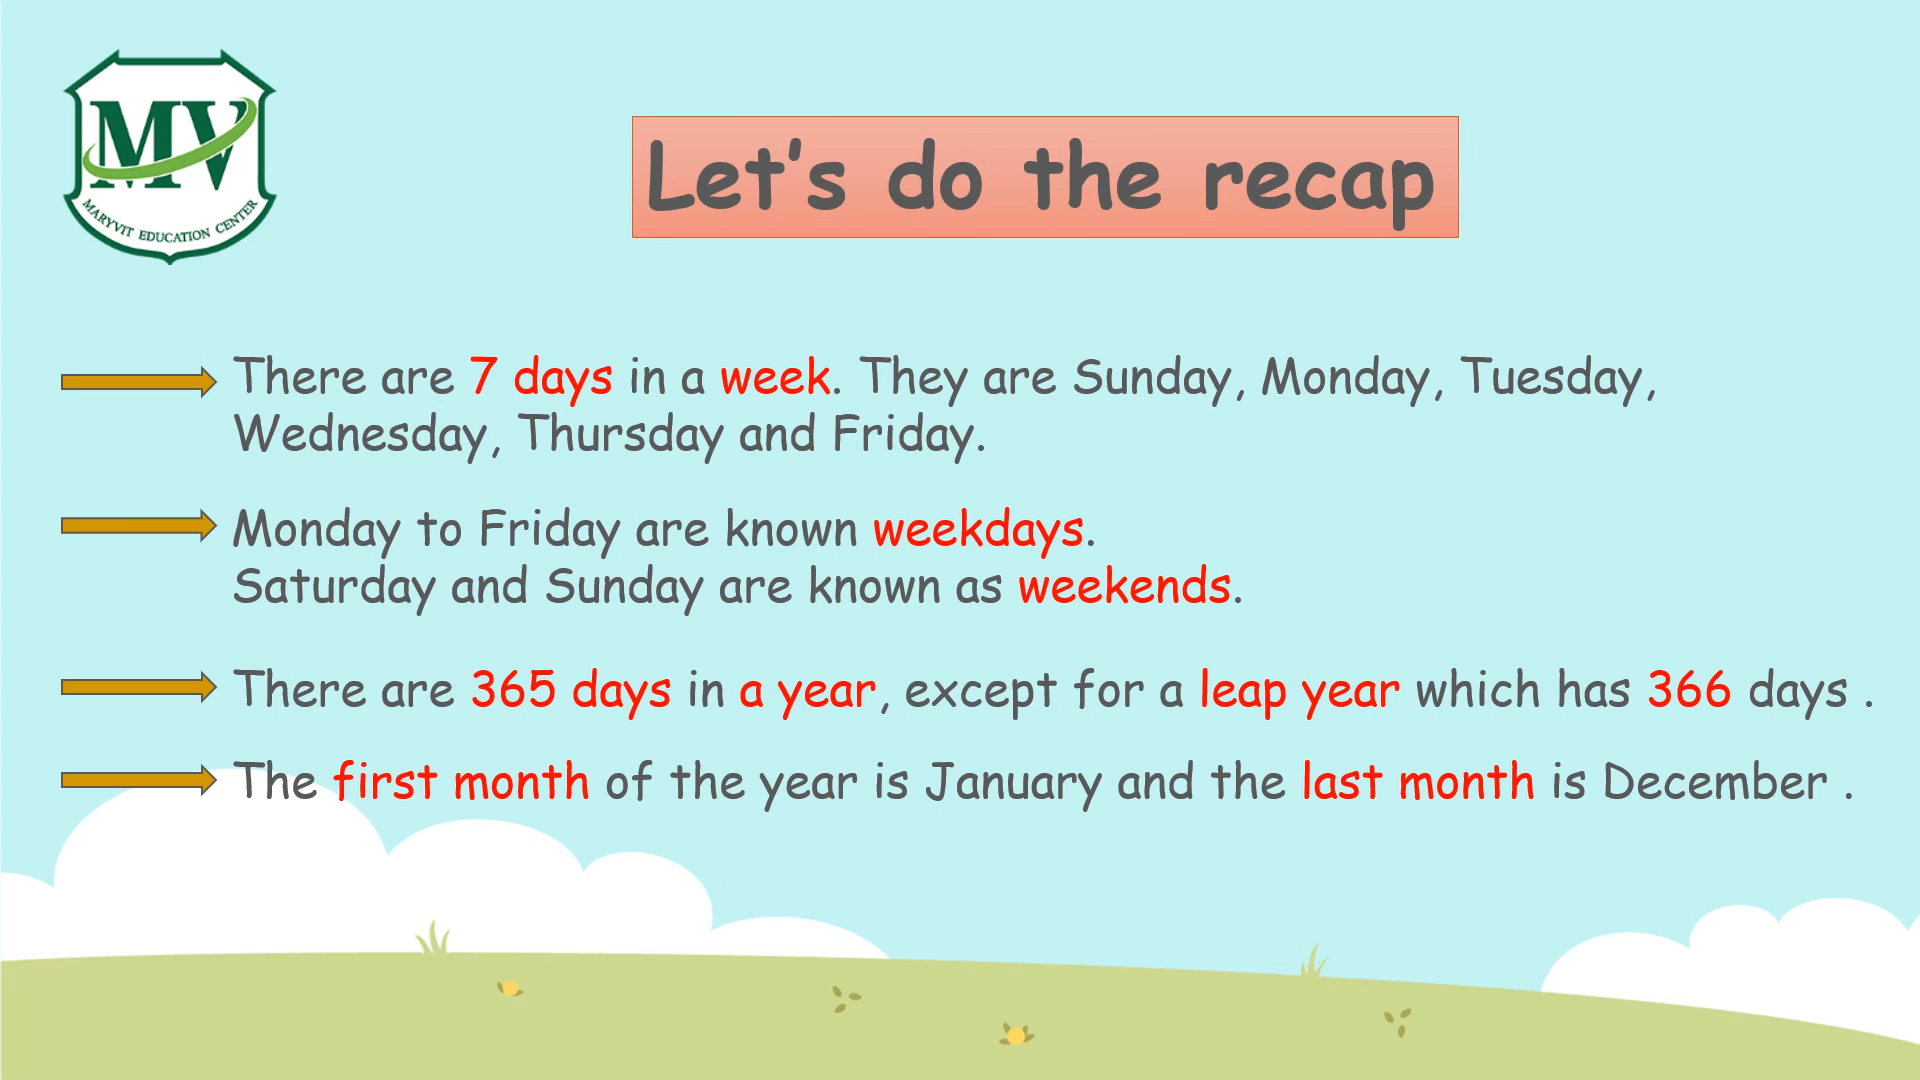 MV
MARYVIT EDUCATION CENTER
Let's do the recap
There are 7 days in a week. They are Sunday, Monday, Tuesday,
Wednesday, Thursday and Friday.
Monday to Friday are known weekdays.
Saturday and Sunday are known as weekends.
There are 365 days in a year, except for a leap year which has 366 days .
The first month of the year is January and the last month is December .